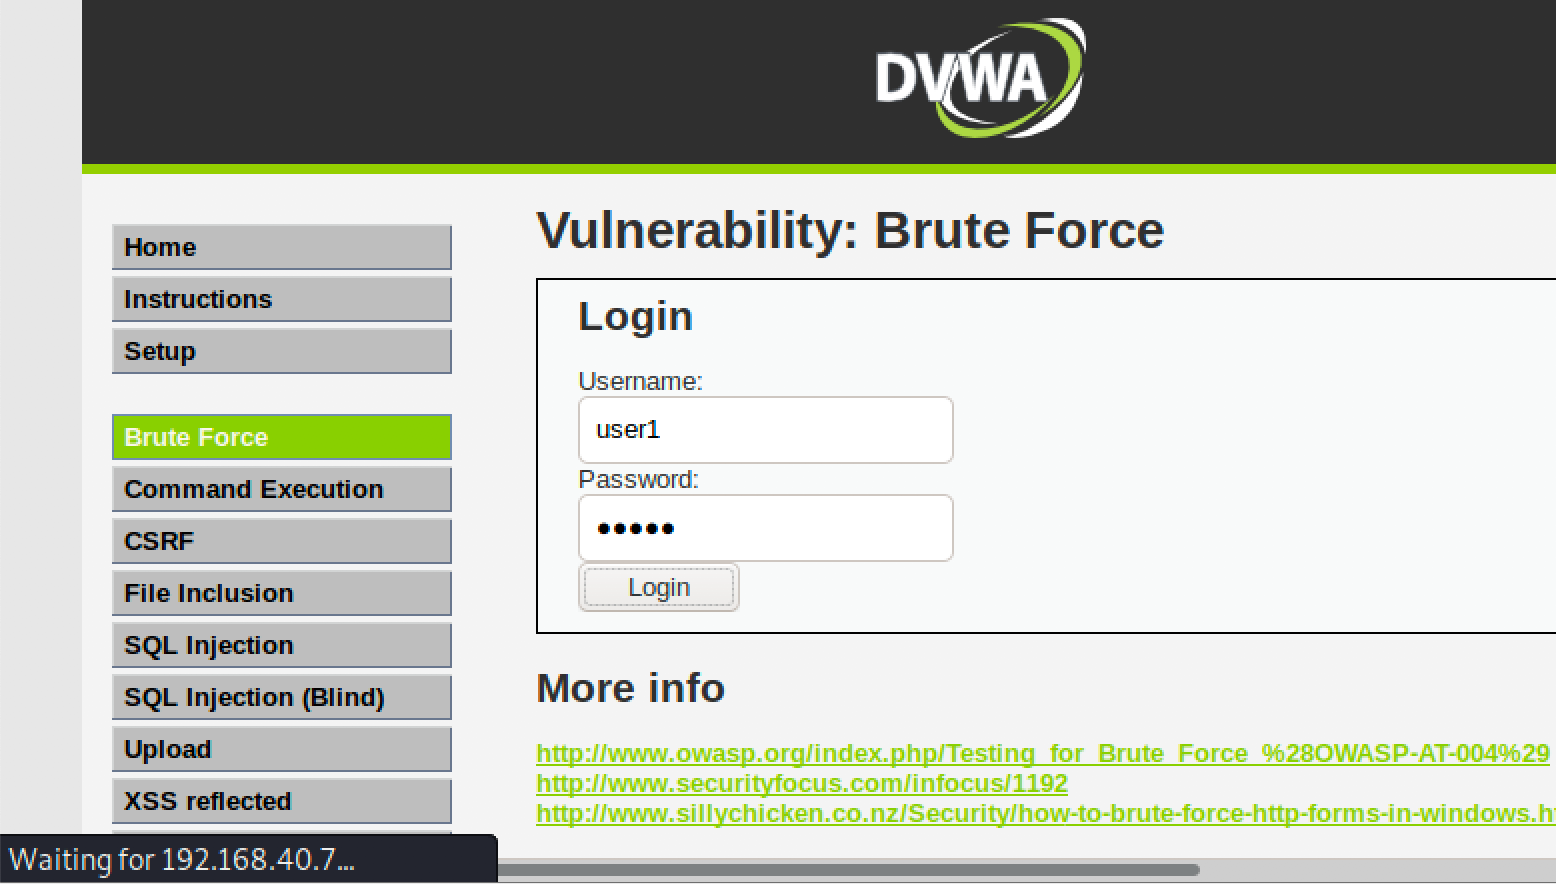 DVWA
Home
Instructions
Setup
Brute Force
Command Execution
CSRF
File Inclusion
SQL Injection
SQL Injection (Blind)
Upload
XSS reflected
Vulnerability: Brute Force
Login
Username:
user1
Password:
•••••
Login
More info
http://www.owasp.org/index.php/Testing_for_Brute_Force_%28OWASP-AT-004%29
http://www.securityfocus.com/infocus/1192
http://www.sillychicken.co.nz/Security/how-to-brute-force-http-forms-in-windows.h
Waiting for 192.168.40.7...